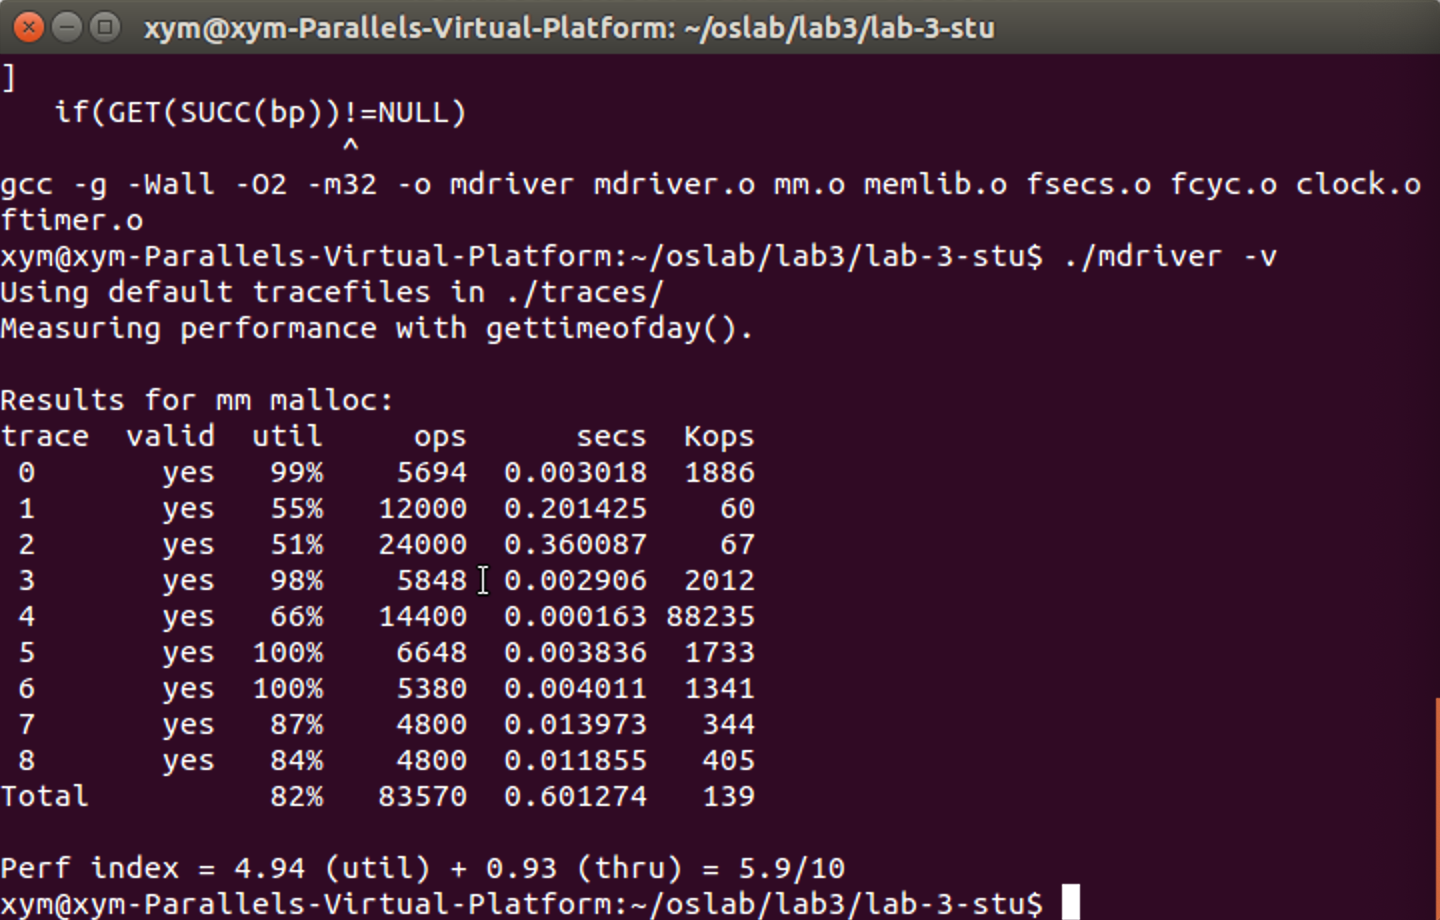 xym@xym-Parallels-Virtual-Platform: ~/oslab/lab3/lab-3-stu
]
   if(GET(SUCC(bp))!=NULL)
                   ^
gcc -g -Wall -O2 -m32 -o mdriver mdriver.o mm.o memlib.o fsecs.o fcyc.o clock.o
ftimer.o
xym@xym-Parallels-Virtual-Platform:~/oslab/lab3/lab-3-stu$ ./mdriver -v
Using default tracefiles in ./traces/
Measuring performance with gettimeofday().

Results for mm malloc:
trace  valid  util     ops      secs  Kops
 0       yes   99%    5694  0.003018  1886
 1       yes   55%   12000  0.201425    60
 2       yes   51%   24000  0.360087    67
 3       yes   98%    5848  0.002906  2012
 4       yes   66%   14400  0.000163 88235
 5       yes  100%    6648  0.003836  1733
 6       yes  100%    5380  0.004011  1341
 7       yes   87%    4800  0.013973   344
 8       yes   84%    4800  0.011855   405
Total          82%   83570  0.601274   139

Perf index = 4.94 (util) + 0.93 (thru) = 5.9/10
xym@xym-Parallels-Virtual-Platform:~/oslab/lab3/lab-3-stu$